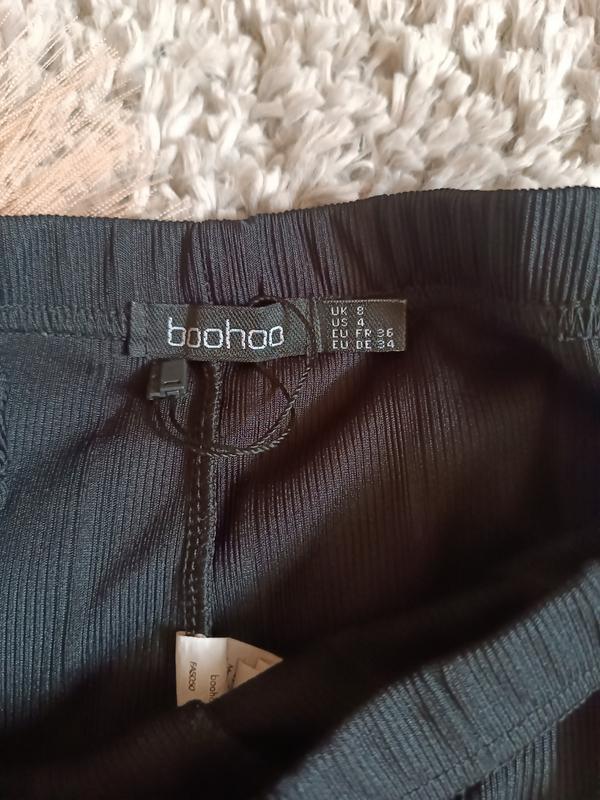 boohoo
UK 8
US 4
EU FR 36
EU DE 34